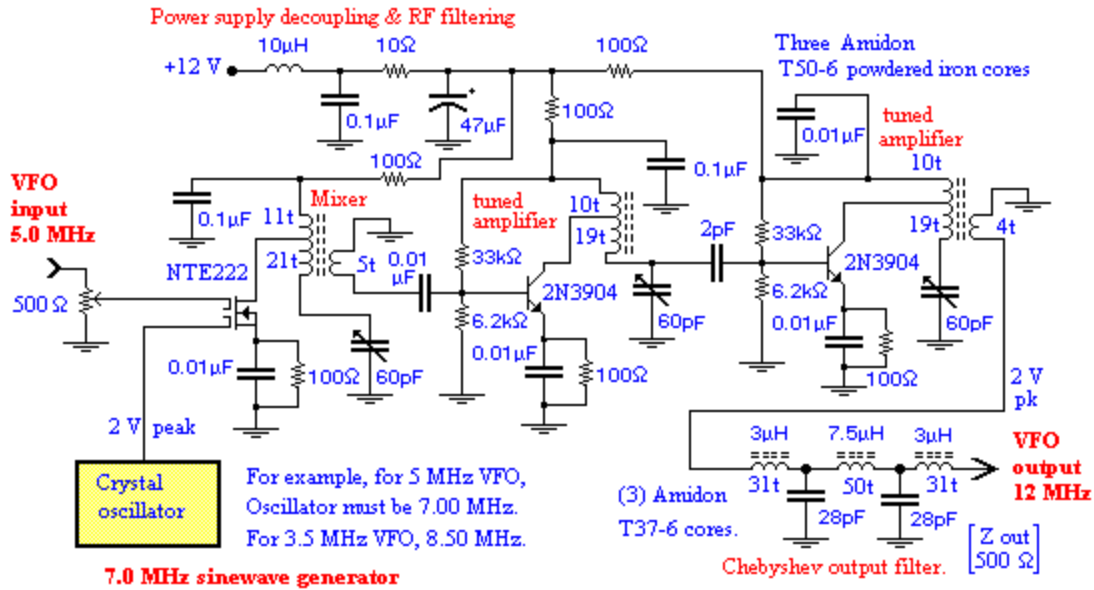 Power supply decoupling & RF filtering
10µH
10Ω
100Ω
Three Amidon
T50-6 powdered iron cores
+12 V
0.1µF
47µF
100Ω
0.01µF
tuned
amplifier
100Ω
0.1µF
10t
VFO
input
5.0 MHz
0.1µF
11t
Mixer
tuned
amplifier
10t
19t
2pF
19t
4t
NTE222
21t
5t
0.01
µF
33kΩ
33kΩ
2N3904
2N3904
500 Ω
6.2kΩ
60pF
6.2kΩ
60pF
0.01µF
0.01µF
0.01µF
100Ω
60pF
100Ω
100Ω
2 V
pk
2 V peak
3µH
7.5µH
3µH
VFO
output
12 MHz
Crystal
oscillator
For example, for 5 MHz VFO,
Oscillator must be 7.00 MHz.
For 3.5 MHz VFO, 8.50 MHz.
(3) Amidon
T37-6 cores.
31t
50t
31t
28pF
28pF
[Z out
500 Ω]
7.0 MHz sinewave generator
Chebyshev output filter.